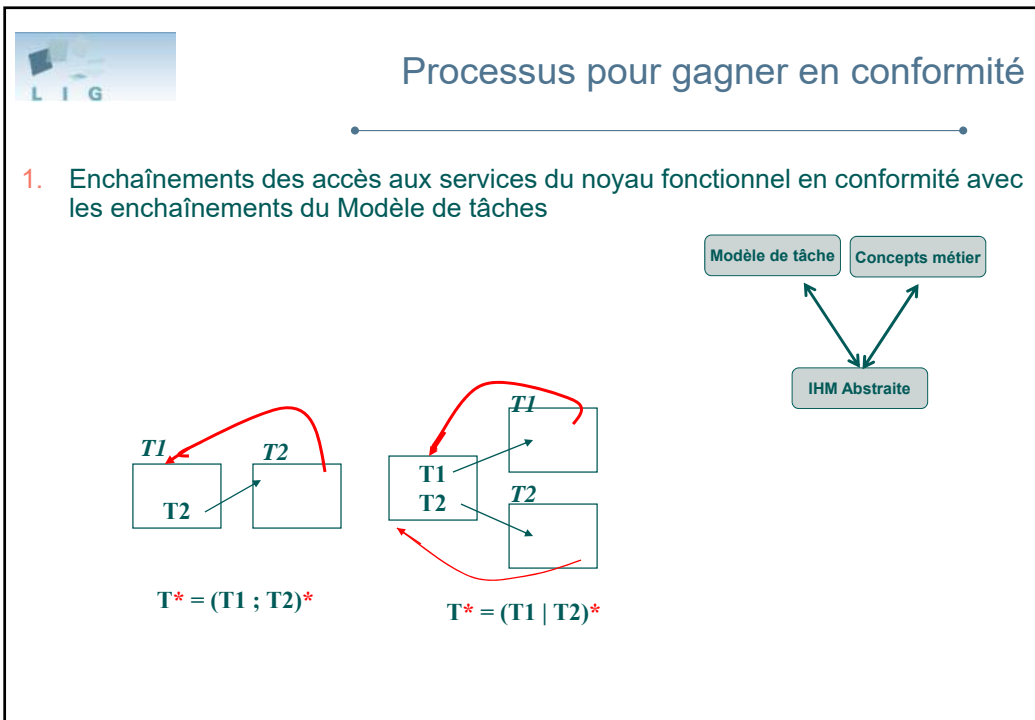 L I G
Processus pour gagner en conformité
1. Enchaînements des accès aux services du noyau fonctionnel en conformité avec
les enchaînements du Modèle de tâches
Modèle de tâche
Concepts métier
IHM Abstraite
T1
T2
T2
T* = (T1 ; T2)*
T1
T1
T2
T2
T* = (T1 | T2)*